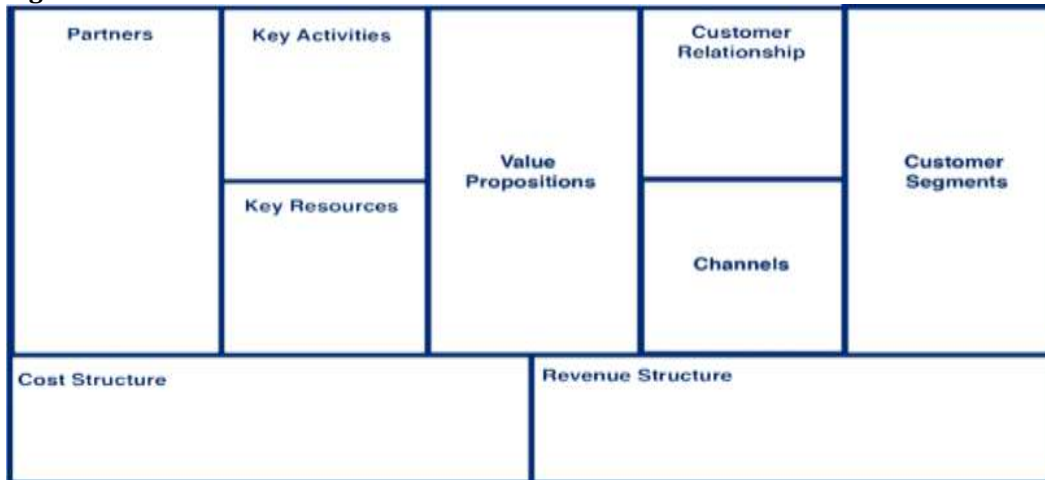 Partners
Key Activities
Key Resources
Value
Propositions
Customer
Relationship
Channels
Customer
Segments
Cost Structure
Revenue Structure